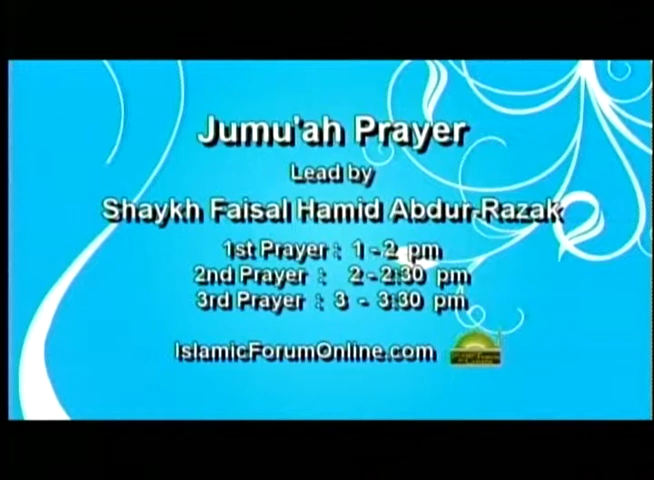 Jumu'ah Prayer
Lead by
Shaykh Faisal Hamid Abdur-Razak
1st Prayer : 1 - 2 pm
2nd Prayer : 2 - 2:30 pm
3rd Prayer : 3 - 3:30 pm
IslamicForumOnline.com